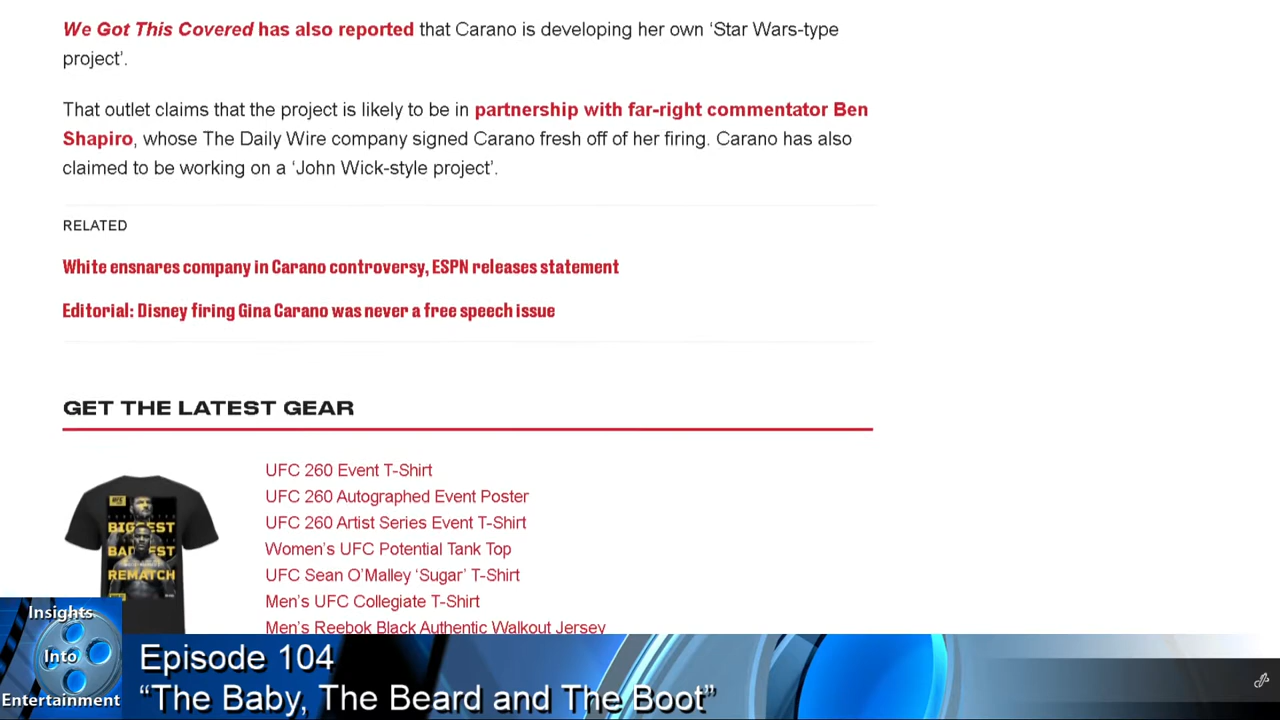 We Got This Covered has also reported that Carano is developing her own ‘Star Wars-type
project’.
That outlet claims that the project is likely to be in partnership with far-right commentator Ben
Shapiro, whose The Daily Wire company signed Carano fresh off of her firing. Carano has also
claimed to be working on a ‘John Wick-style project’.
RELATED
White ensnares company in Carano controversy, ESPN releases statement
Editorial: Disney firing Gina Carano was never a free speech issue
GET THE LATEST GEAR
UFC 260 Event T-Shirt
UFC 260 Autographed Event Poster
UFC 260 Artist Series Event T-Shirt
Women’s UFC Potential Tank Top
UFC Sean O’Malley ‘Sugar’ T-Shirt
Men’s UFC Collegiate T-Shirt
Men’s Reebok Black Authentic Walkout Jersey
BIGGEST
BADDEST
REMATCH
Insights
Into
Entertainment
Episode 104
“The Baby, The Beard and The Boot”